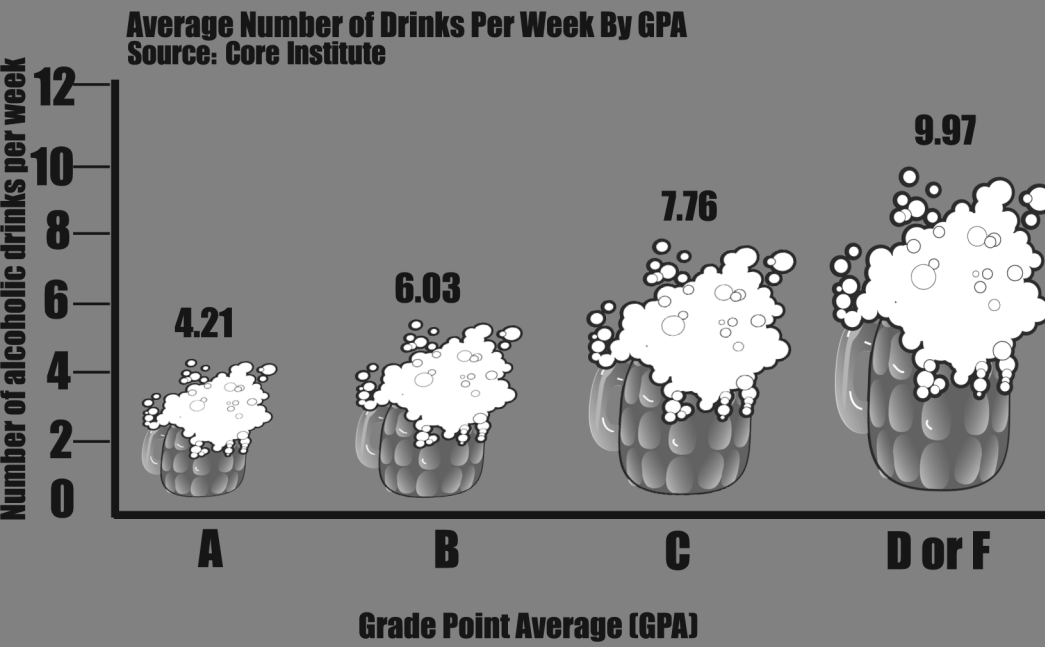 Average Number of Drinks Per Week By GPA
Source: Core Institute
Number of alcoholic drinks per week
12
10
8
6
4
2
0
4.21
6.03
7.76
9.97
A
B
C
D or F
Grade Point Average (GPA)